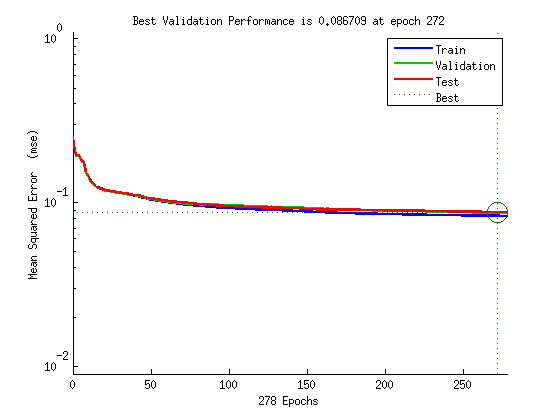 Best Validation Performance is 0.086709 at epoch 272
Mean Squared Error (mse)
10^0
10^-1
10^-2
Train
Validation
Test
Best
0 50 100 150 200 250
278 Epochs